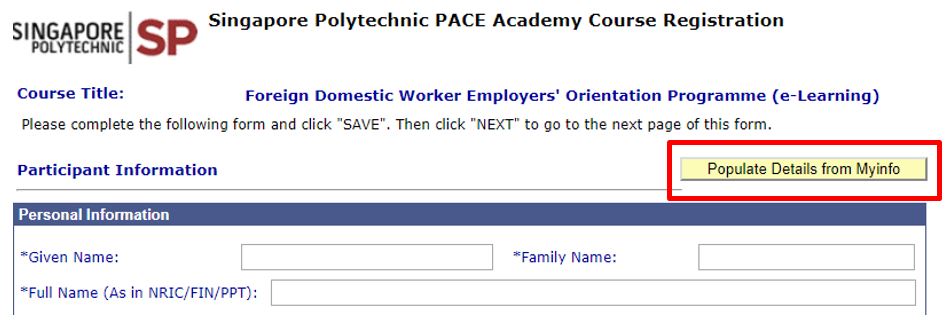 Singapore Polytechnic PACE Academy Course Registration
SINGAPORE
POLYTECHNIC
SP
Course Title:
Foreign Domestic Worker Employers' Orientation Programme (e-Learning)
Please complete the following form and click "SAVE". Then click "NEXT" to go to the next page of this form.
Participant Information
Populate Details from Myinfo
Personal Information
*Given Name:
*Family Name:
*Full Name (As in NRIC/FIN/PPT):